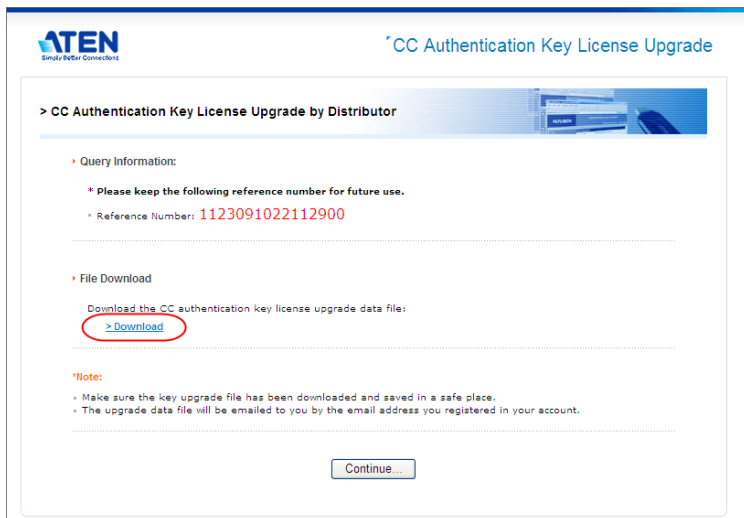 ATEN
Simply Better Connections
CC Authentication Key License Upgrade
> CC Authentication Key License Upgrade by Distributor
ALTUSEN
Query Information:
* Please keep the following reference number for future use.
Reference Number: 1123091022112900
File Download
Download the CC authentication key license upgrade data file:
> Download
*Note:
Make sure the key upgrade file has been downloaded and saved in a safe place.
The upgrade data file will be emailed to you by the email address you registered in your account.
Continue...